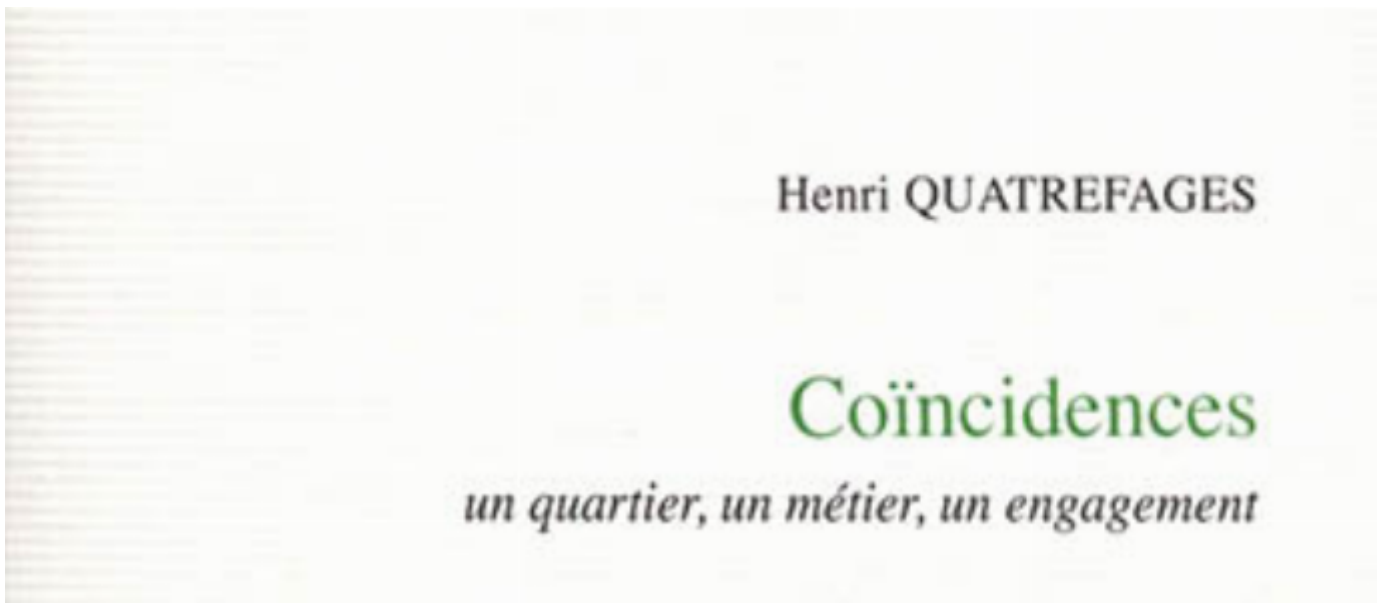 Henri QUATREFAGES
Coïncidences
un quartier, un métier, un engagement